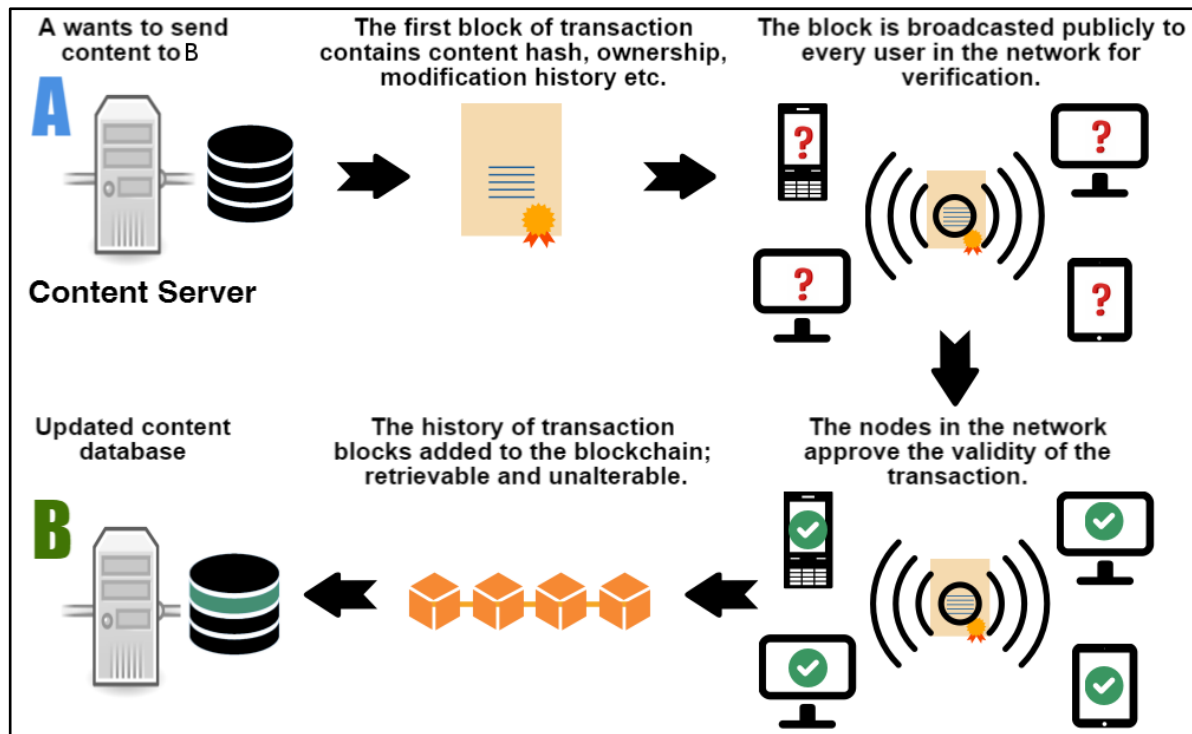 A wants to send
content to B
The first block of transaction
contains content hash, ownership,
modification history etc.
The block is broadcasted publicly to
every user in the network for
verification.
A
?
?
?
?
Content Server
Updated content
database
The history of transaction
blocks added to the blockchain;
retrievable and unalterable.
The nodes in the network
approve the validity of the
transaction.
B